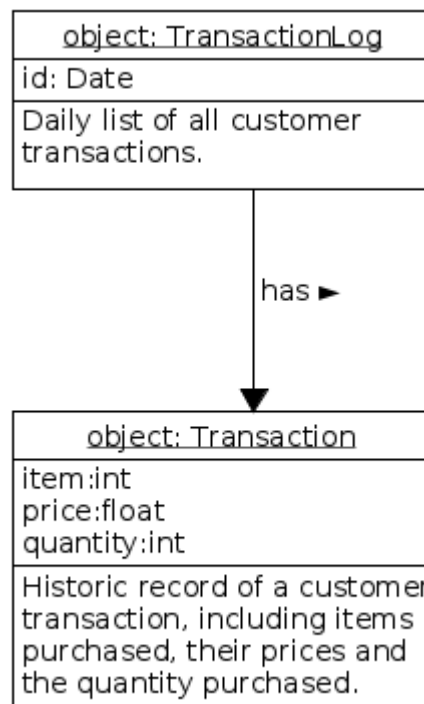 object: TransactionLog
id: Date
Daily list of all customer
transactions.
has ►
object: Transaction
item:int
price:float
quantity:int
Historic record of a customer
transaction, including items
purchased, their prices and
the quantity purchased.